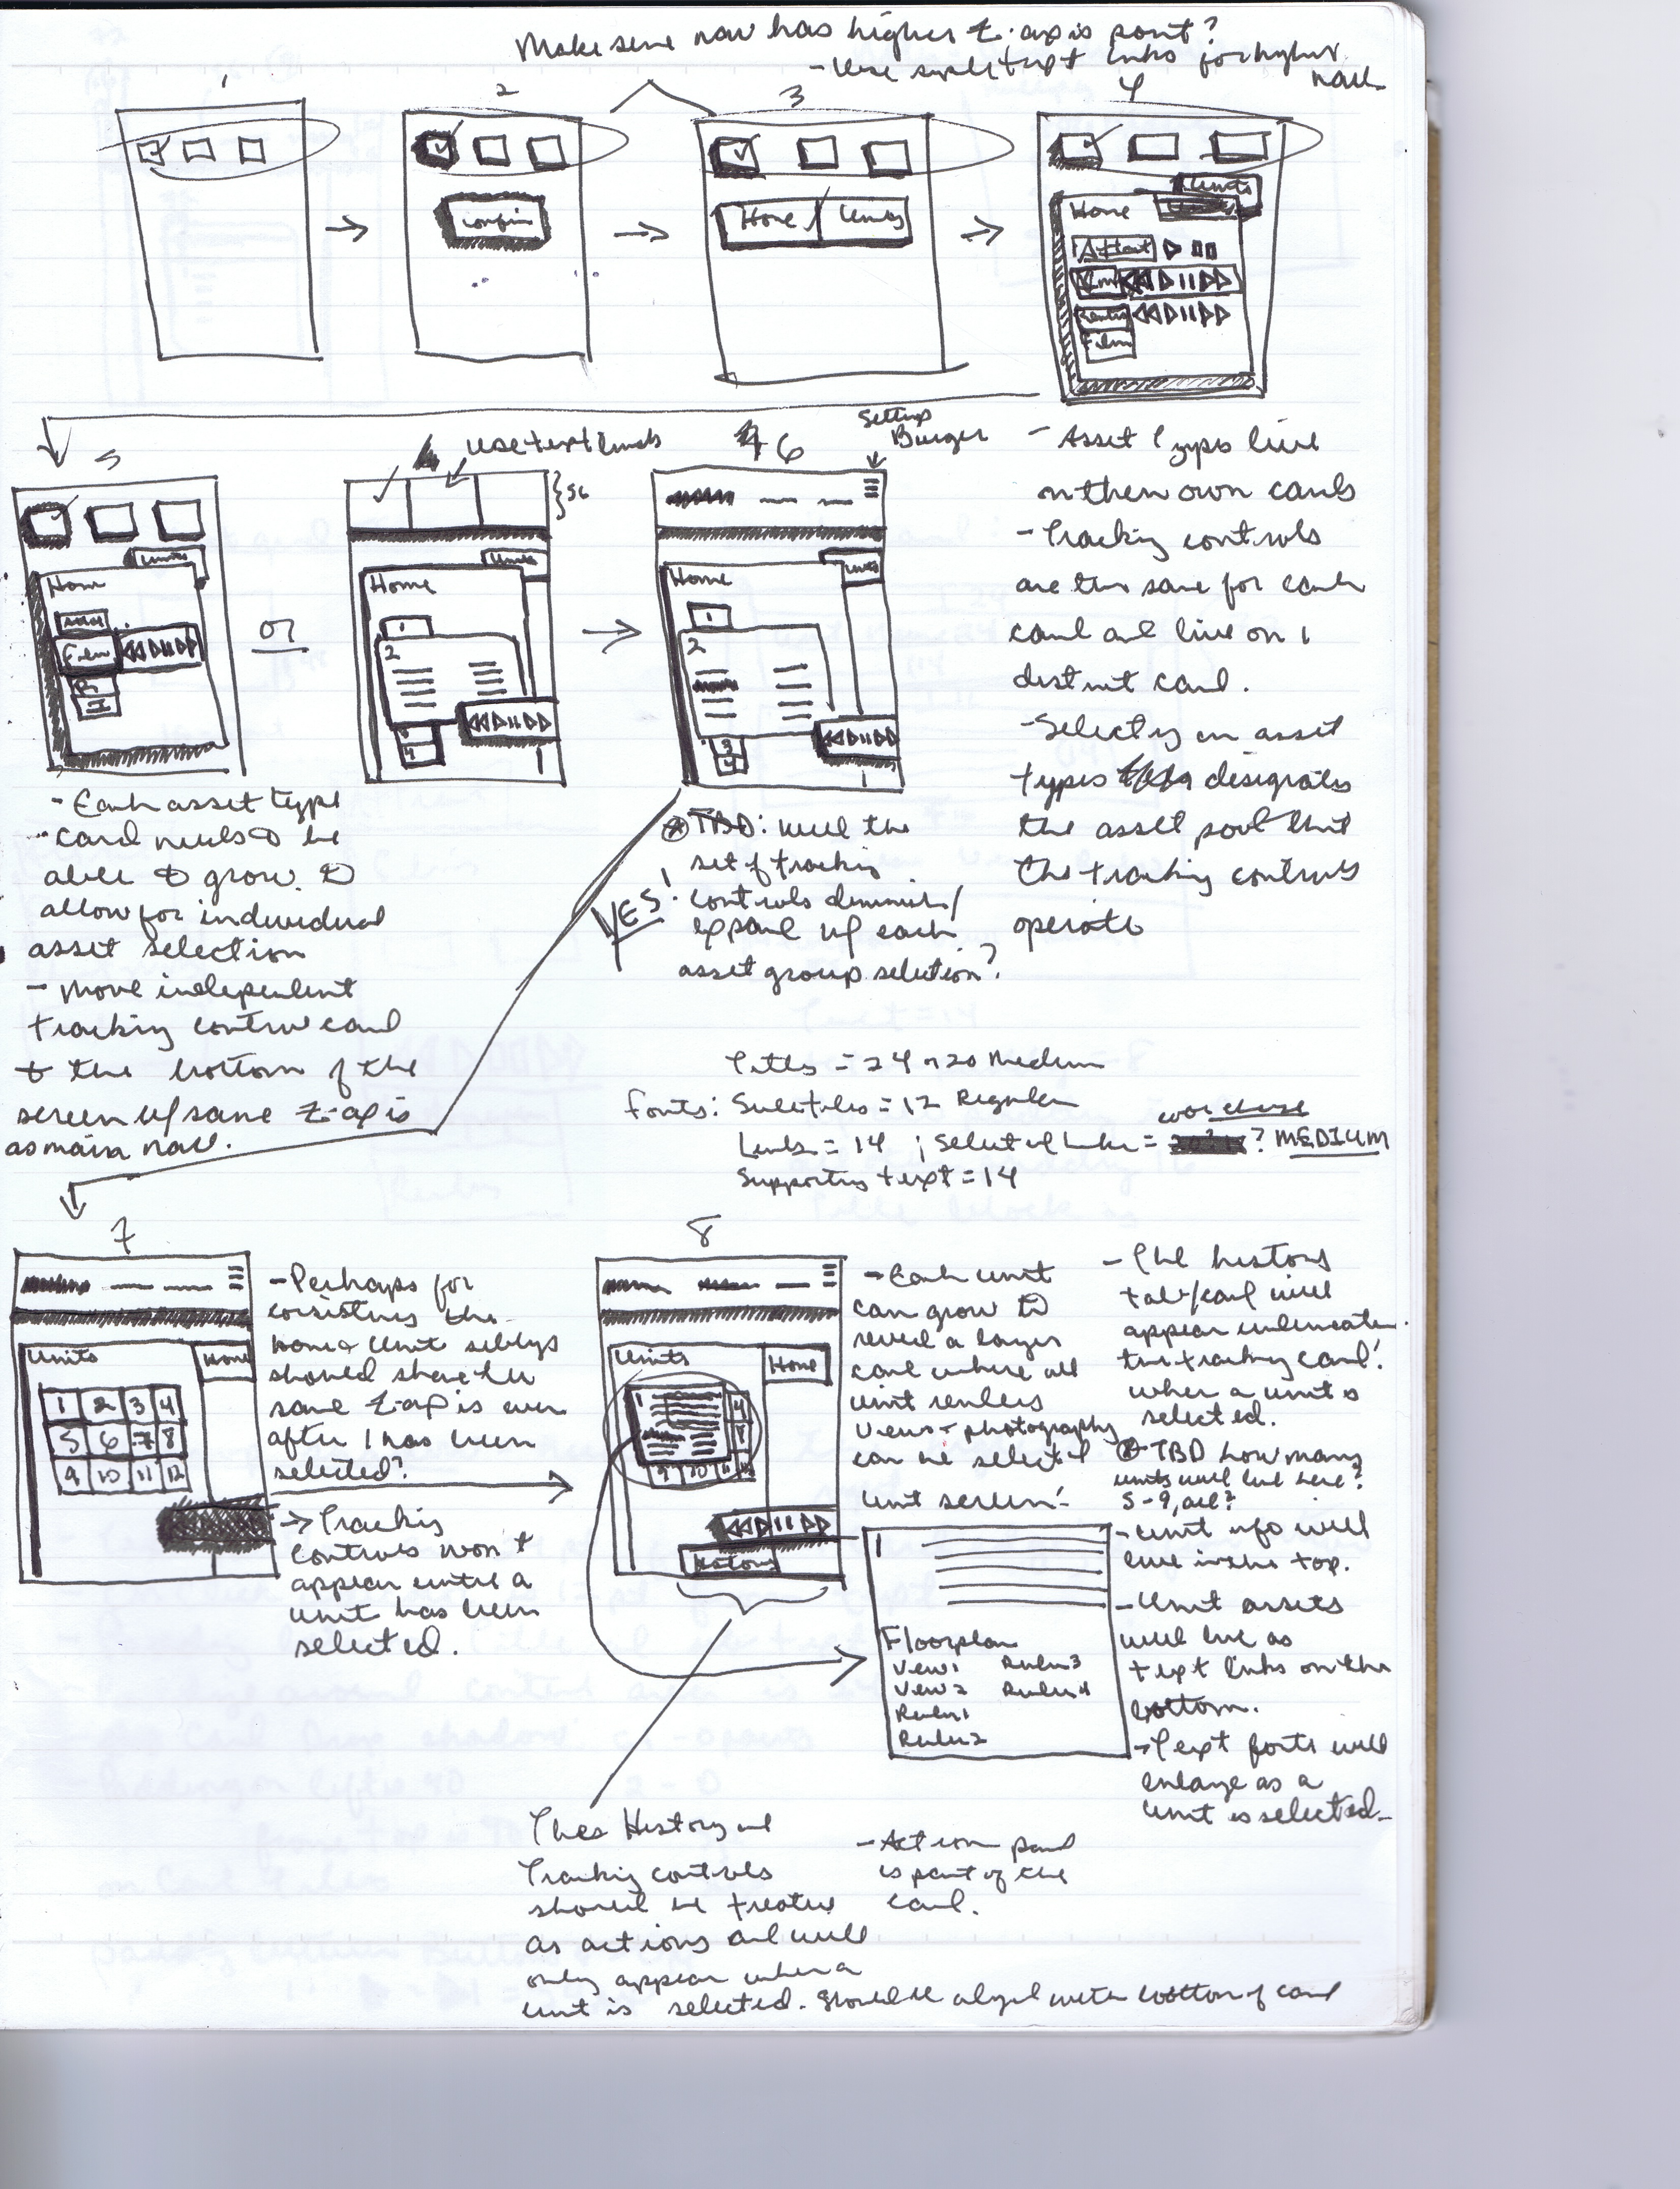 Make sure nav has higher z-axis point?
- Use simple text links for higher
nav.
1
2
3
4
confirm
Home
Units
Units
Home
Film
5
use text links
6
Settings
Burger
56
Units
Home
Film
or
Units
Home
1
2
3
4
Units
Home
1
2
3
4
- Asset types live
on their own cards
- Tracking controls
are the same for each
card and live on 1
distinct card.
- Selecting an asset
types designates
the asset pool that
the tracking controls
operate
- Each asset type
card needs to be
able to grow to
allow for individual
asset selection
- Move independent
tracking control card
to the bottom of the
screen w/ same z-axis
as main nav.
TBD: will the
set of tracking
controls diminish/
expand w/ each
asset group selection?
YES!
Titles = 24 or 20 Medium
Fonts: Subtitles = 12 Regular
Links = 14 ; Selected links = ? MEDIUM
Supporting text = 14
7
Units
Home
1 2 3 4
5 6 7 8
9 10 11 12
- Perhaps for
consistency the
home & unit siblings
should share the
same z-axis even
after 1 has been
selected?
→ Tracking
controls won't
appear until a
unit has been
selected.
8
Units
Home
1
4
8
9 10 11 12
History
- Each unit
can grow to
reveal a larger
card where all
unit renders
views + photography
can be selected
unit screen:
- The history
tab/card will
appear underneath
the tracking card!
when a unit is
selected.
TBD how many
units will live here?
5-9, all?
- Unit info will
live in the top.
- Unit assets
will live as
text links on the
bottom.
- Text fonts will
enlarge as a
unit is selected.
1
Floorplan
View 1 Render 3
View 2 Render 4
Render 1
Render 2
The History and
Tracking controls
should be treated
as actions and will
only appear when a
unit is selected. Should be aligned with bottom of card
- Action panel
is part of the
card.